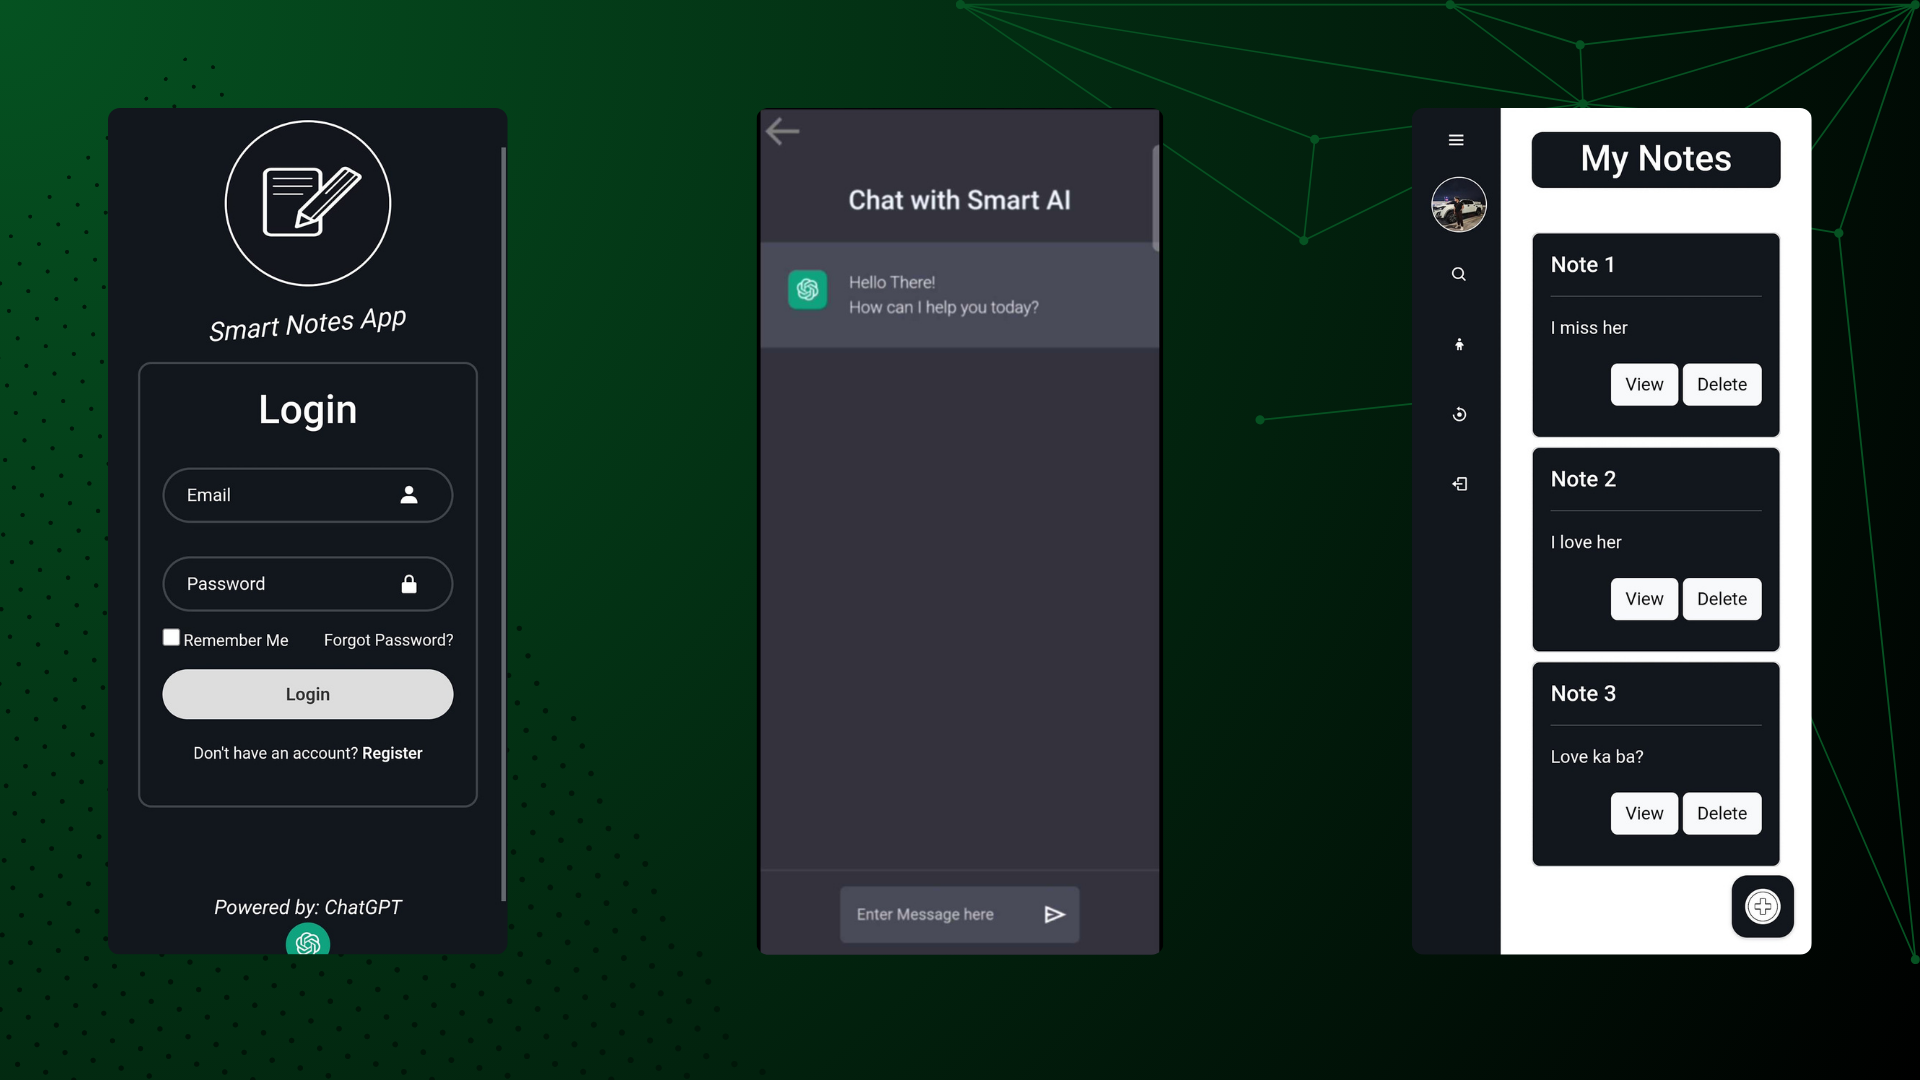 Smart Notes App
Login
Email
Password
Remember Me
Forgot Password?
Login
Don't have an account? Register
Powered by: ChatGPT
Chat with Smart AI
Hello There!
How can I help you today?
Enter Message here
My Notes
Note 1
I miss her
View
Delete
Note 2
I love her
View
Delete
Note 3
Love ka ba?
View
Delete